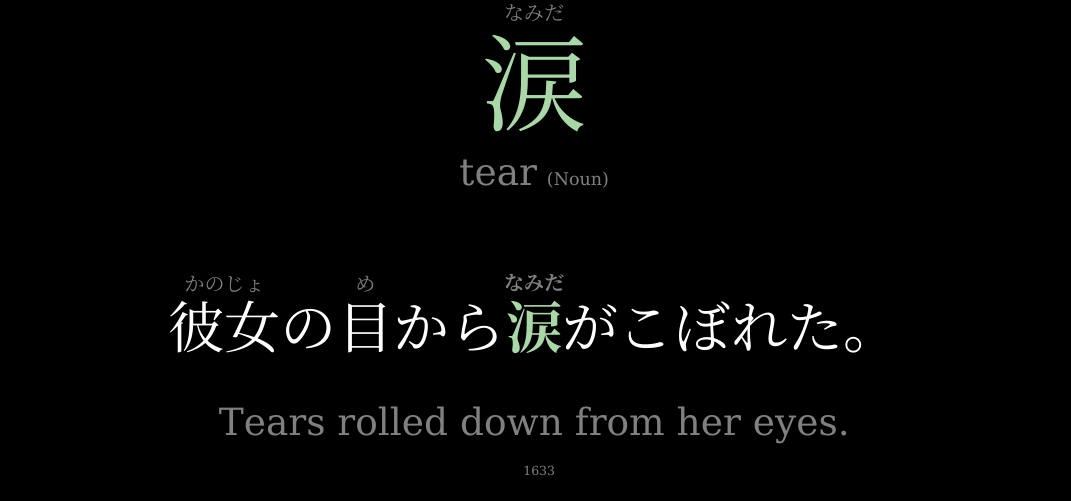 なみだ
涙
tear (Noun)
かのじょ め なみだ
彼女の目から涙がこぼれた。
Tears rolled down from her eyes.
1633